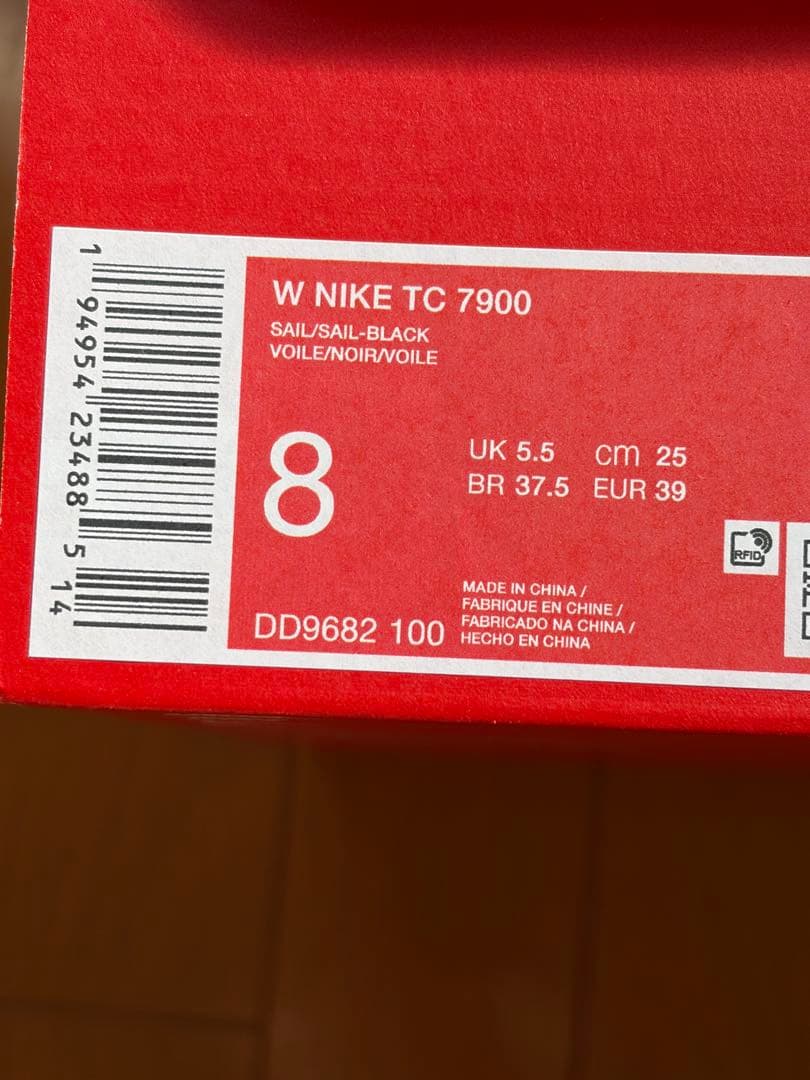 1 94954 23488 5 14
W NIKE TC 7900
SAIL/SAIL-BLACK
VOILE/NOIR/VOILE
8
UK 5.5 cm 25
BR 37.5 EUR 39
RFID
DD9682 100
MADE IN CHINA /
FABRIQUE EN CHINE /
FABRICADO NA CHINA /
HECHO EN CHINA